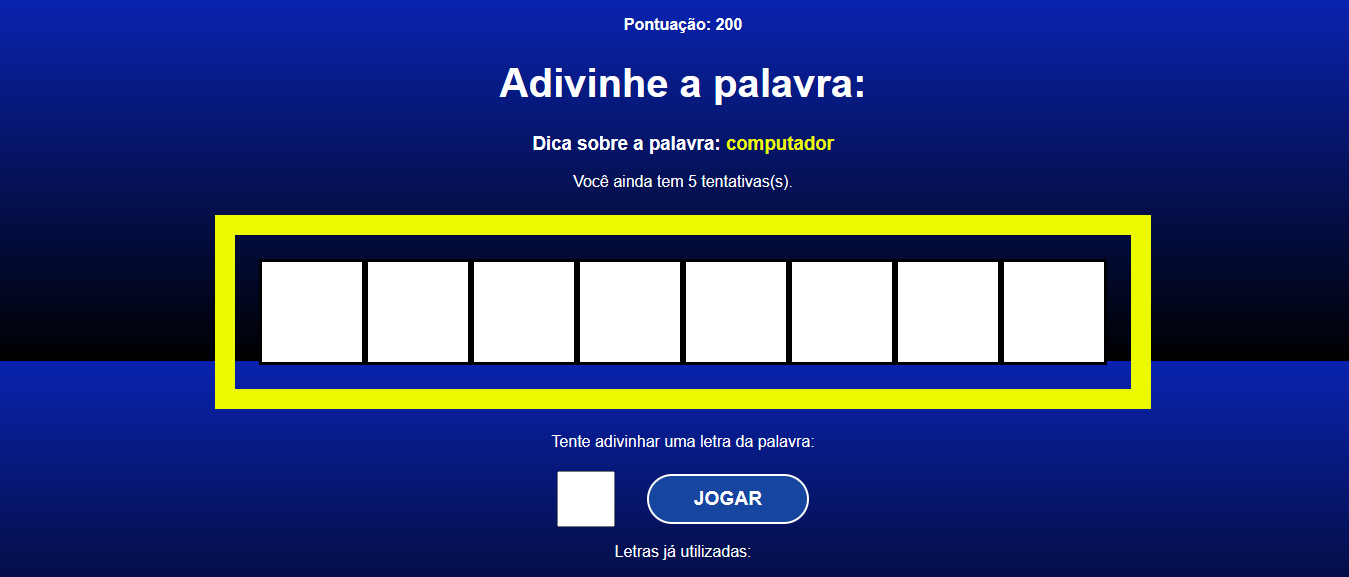 Pontuação: 200
Adivinhe a palavra:
Dica sobre a palavra: computador
Você ainda tem 5 tentativas(s).
Tente adivinhar uma letra da palavra:
JOGAR
Letras já utilizadas: